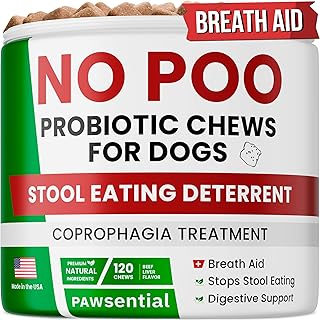 BREATH AID
NO POO
PROBIOTIC CHEWS
FOR DOGS
STOOL EATING DETERRENT
COPROPHAGIA TREATMENT
Made in the USA
PREMIUM
NATURAL
INGREDIENTS
120
CHEWS
BEEF
LIVER
FLAVOR
PAWsential
Breath Aid
Stops Stool Eating
Digestive Support